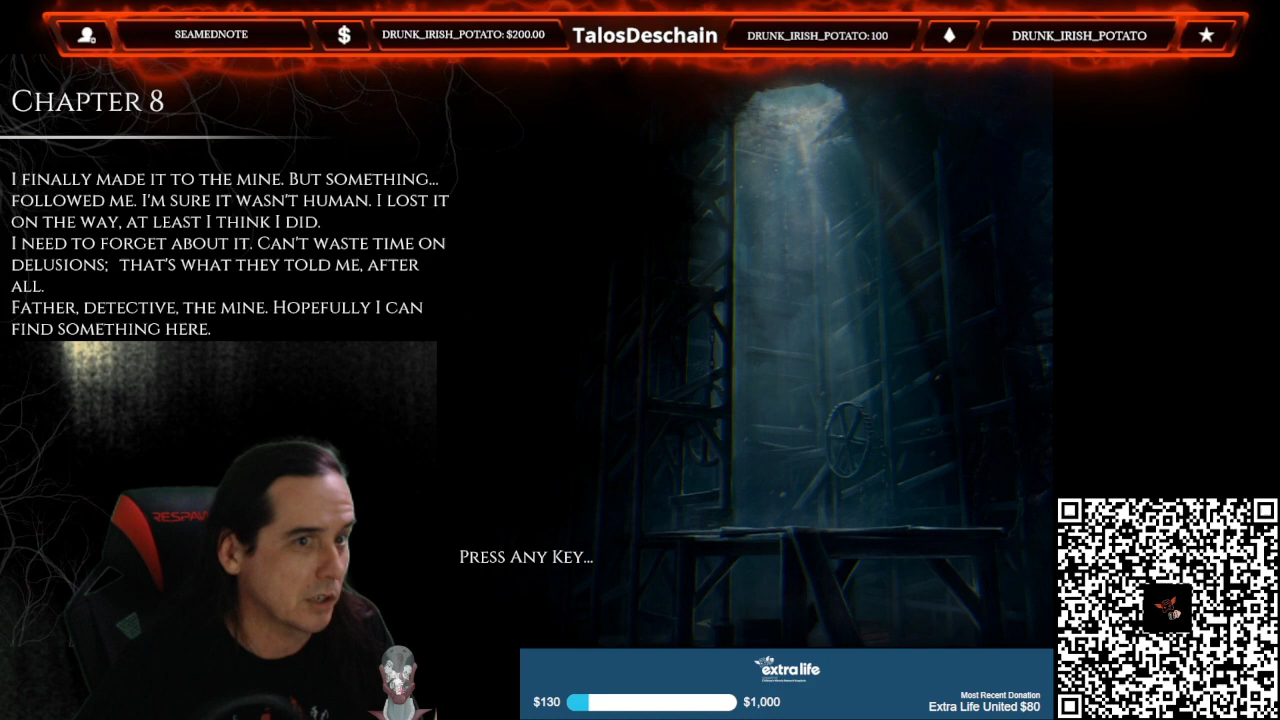 SEAMEDNOTE
$
DRUNK_IRISH_POTATO: $200.00
TalosDeschain
DRUNK_IRISH_POTATO: 100
DRUNK_IRISH_POTATO
Chapter 8
I finally made it to the mine. But something...
followed me. I'm sure it wasn't human. I lost it
on the way, at least I think I did.
I need to forget about it. Can't waste time on
delusions; that's what they told me, after
all.
Father, detective, the mine. Hopefully I can
find something here.
RESPAW
Press Any Key...
extra life
$130
$1,000
Most Recent Donation
Extra Life United $80